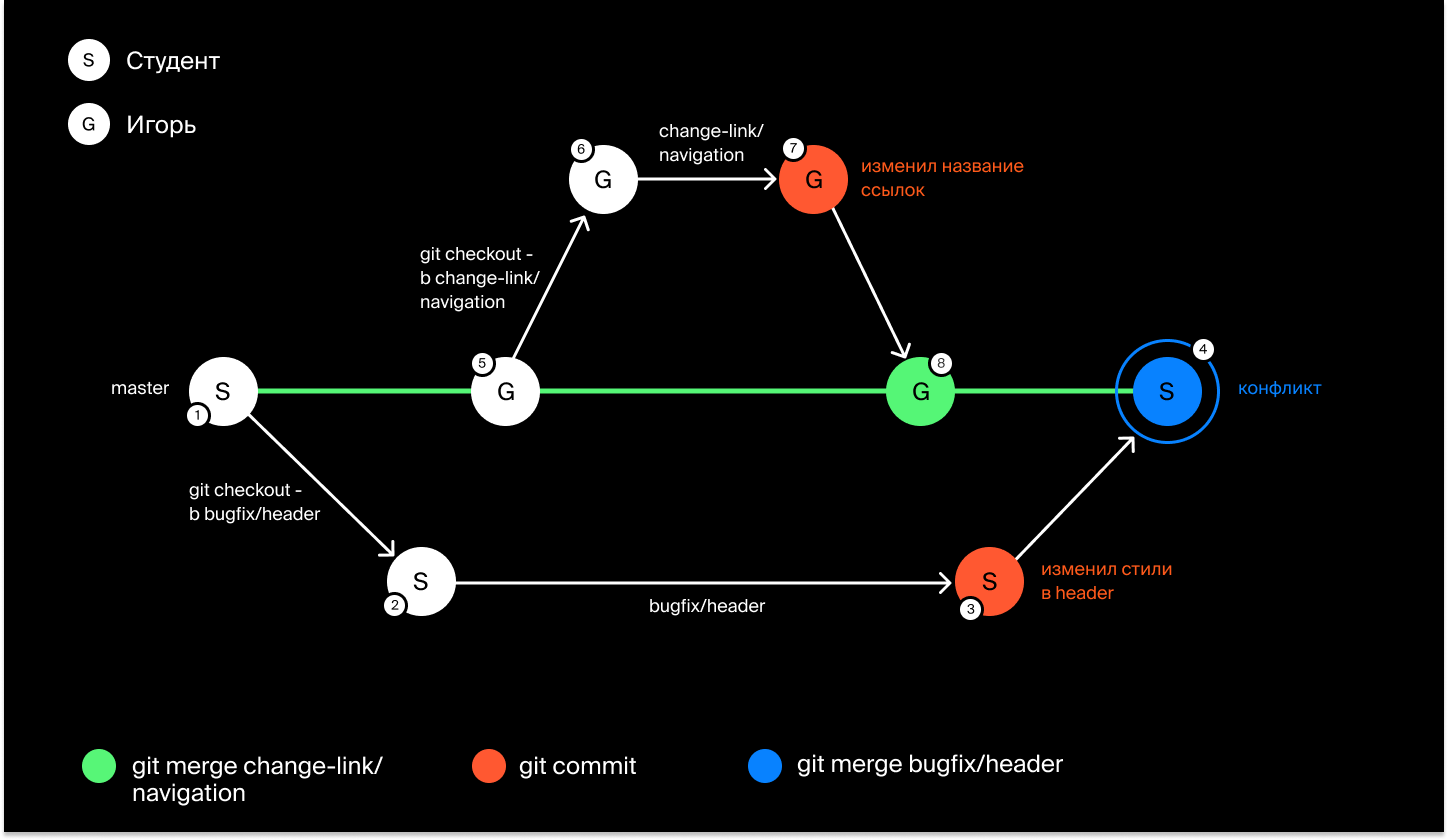 S Студент
G Игорь
change-link/
navigation
6
G
7
G
изменил название
ссылок
git checkout -
b change-link/
navigation
master
S
1
5
G
8
G
4
S
конфликт
git checkout -
b bugfix/header
S
2
bugfix/header
S
3
изменил стили
в header
git merge change-link/
navigation
git commit
git merge bugfix/header